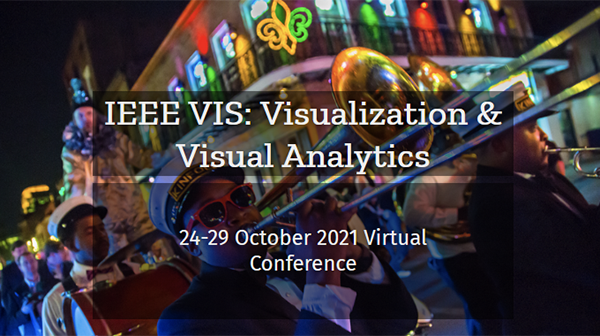 IEEE VIS: Visualization &
Visual Analytics
24-29 October 2021 Virtual
Conference